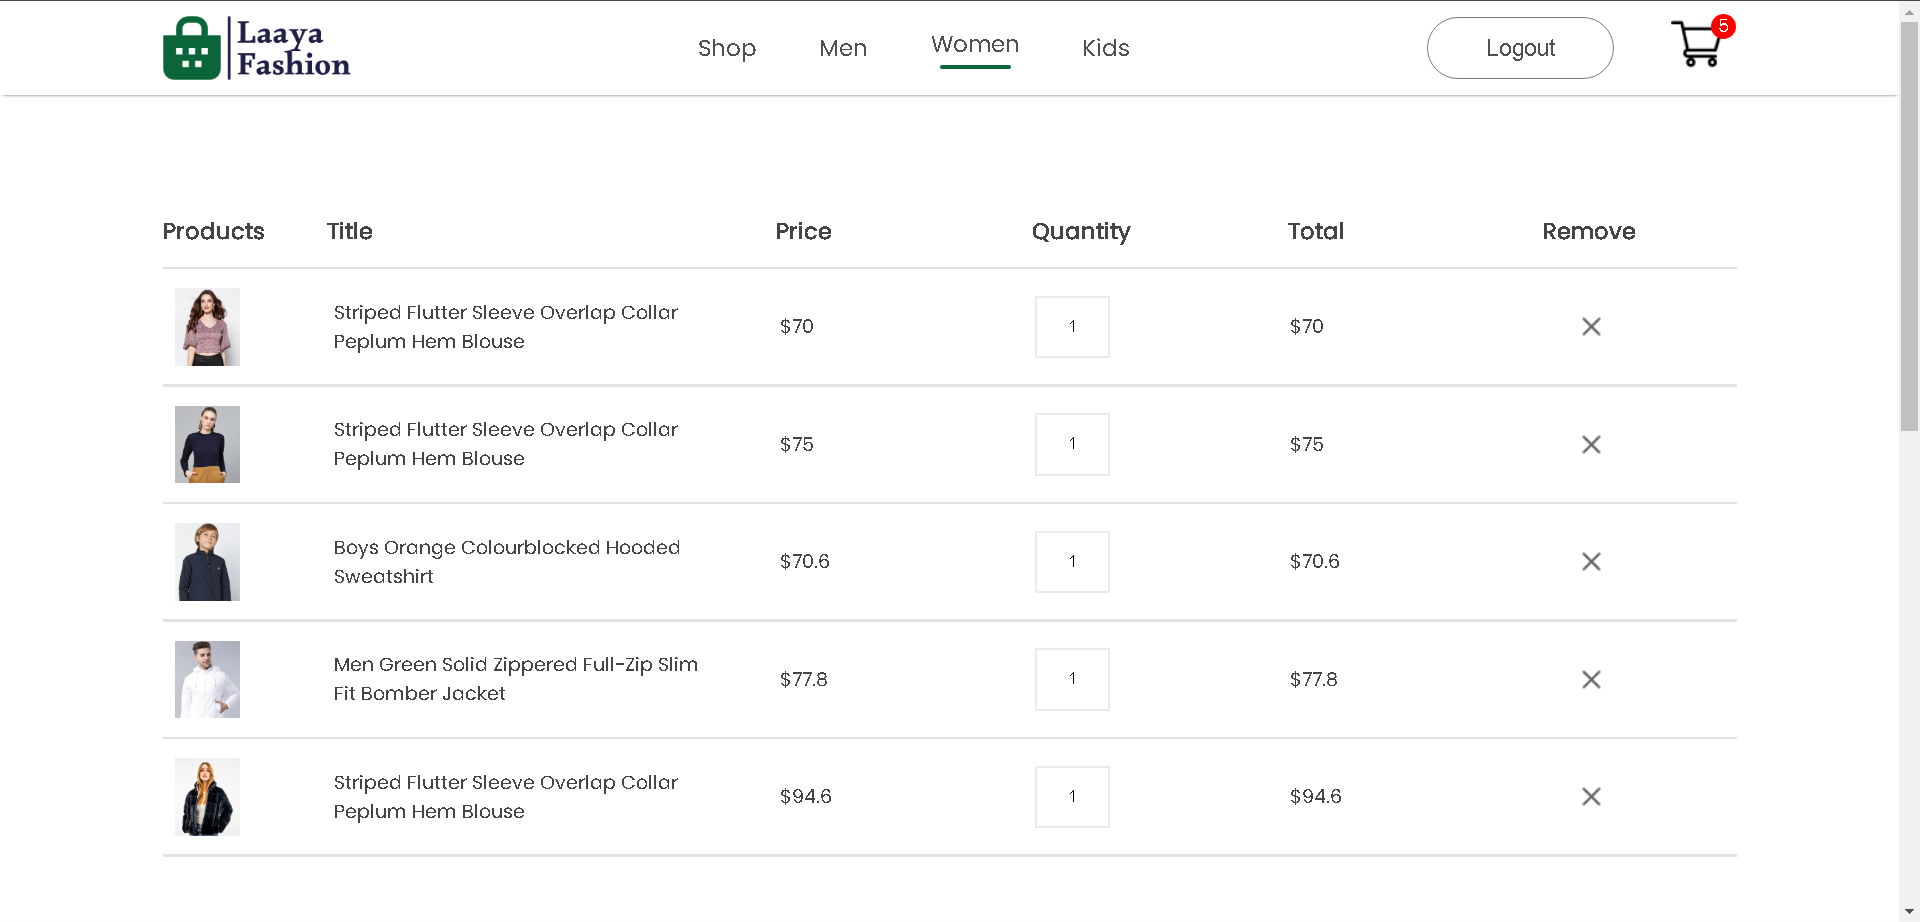 Laaya
Fashion
Shop Men Women Kids
Logout
5
Products Title Price Quantity Total Remove
Striped Flutter Sleeve Overlap Collar
Peplum Hem Blouse
$70 1 $70
Striped Flutter Sleeve Overlap Collar
Peplum Hem Blouse
$75 1 $75
Boys Orange Colourblocked Hooded
Sweatshirt
$70.6 1 $70.6
Men Green Solid Zippered Full-Zip Slim
Fit Bomber Jacket
$77.8 1 $77.8
Striped Flutter Sleeve Overlap Collar
Peplum Hem Blouse
$94.6 1 $94.6